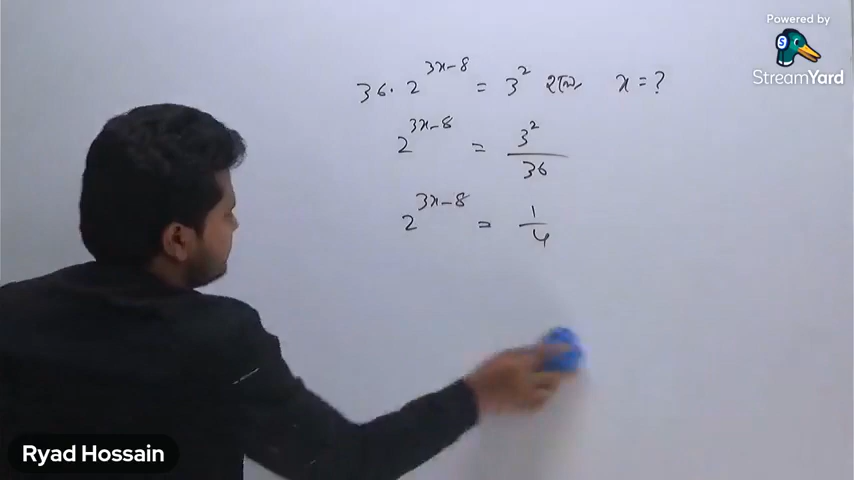 Powered by
StreamYard
36. 2^{3x-8} = 3^2 হলে, x = ?
2^{3x-8} = 3^2/36
2^{3x-8} = 1/4
Ryad Hossain